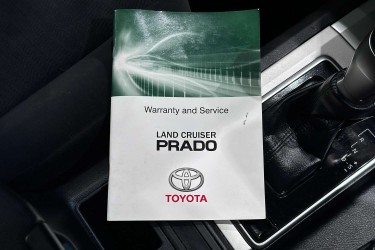 Warranty and Service
LAND CRUISER
PRADO
TOYOTA